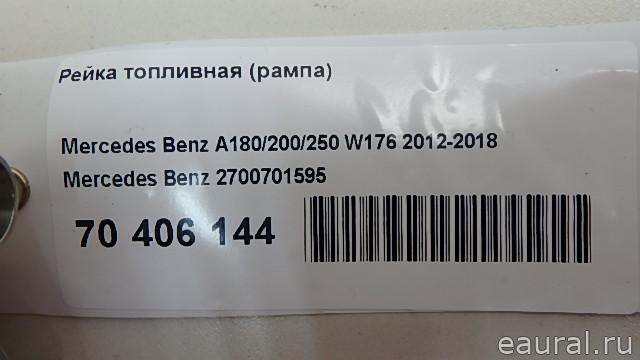 Рейка топливная (рампа)
Mercedes Benz A180/200/250 W176 2012-2018
Mercedes Benz 2700701595
70 406 144
eaural.ru